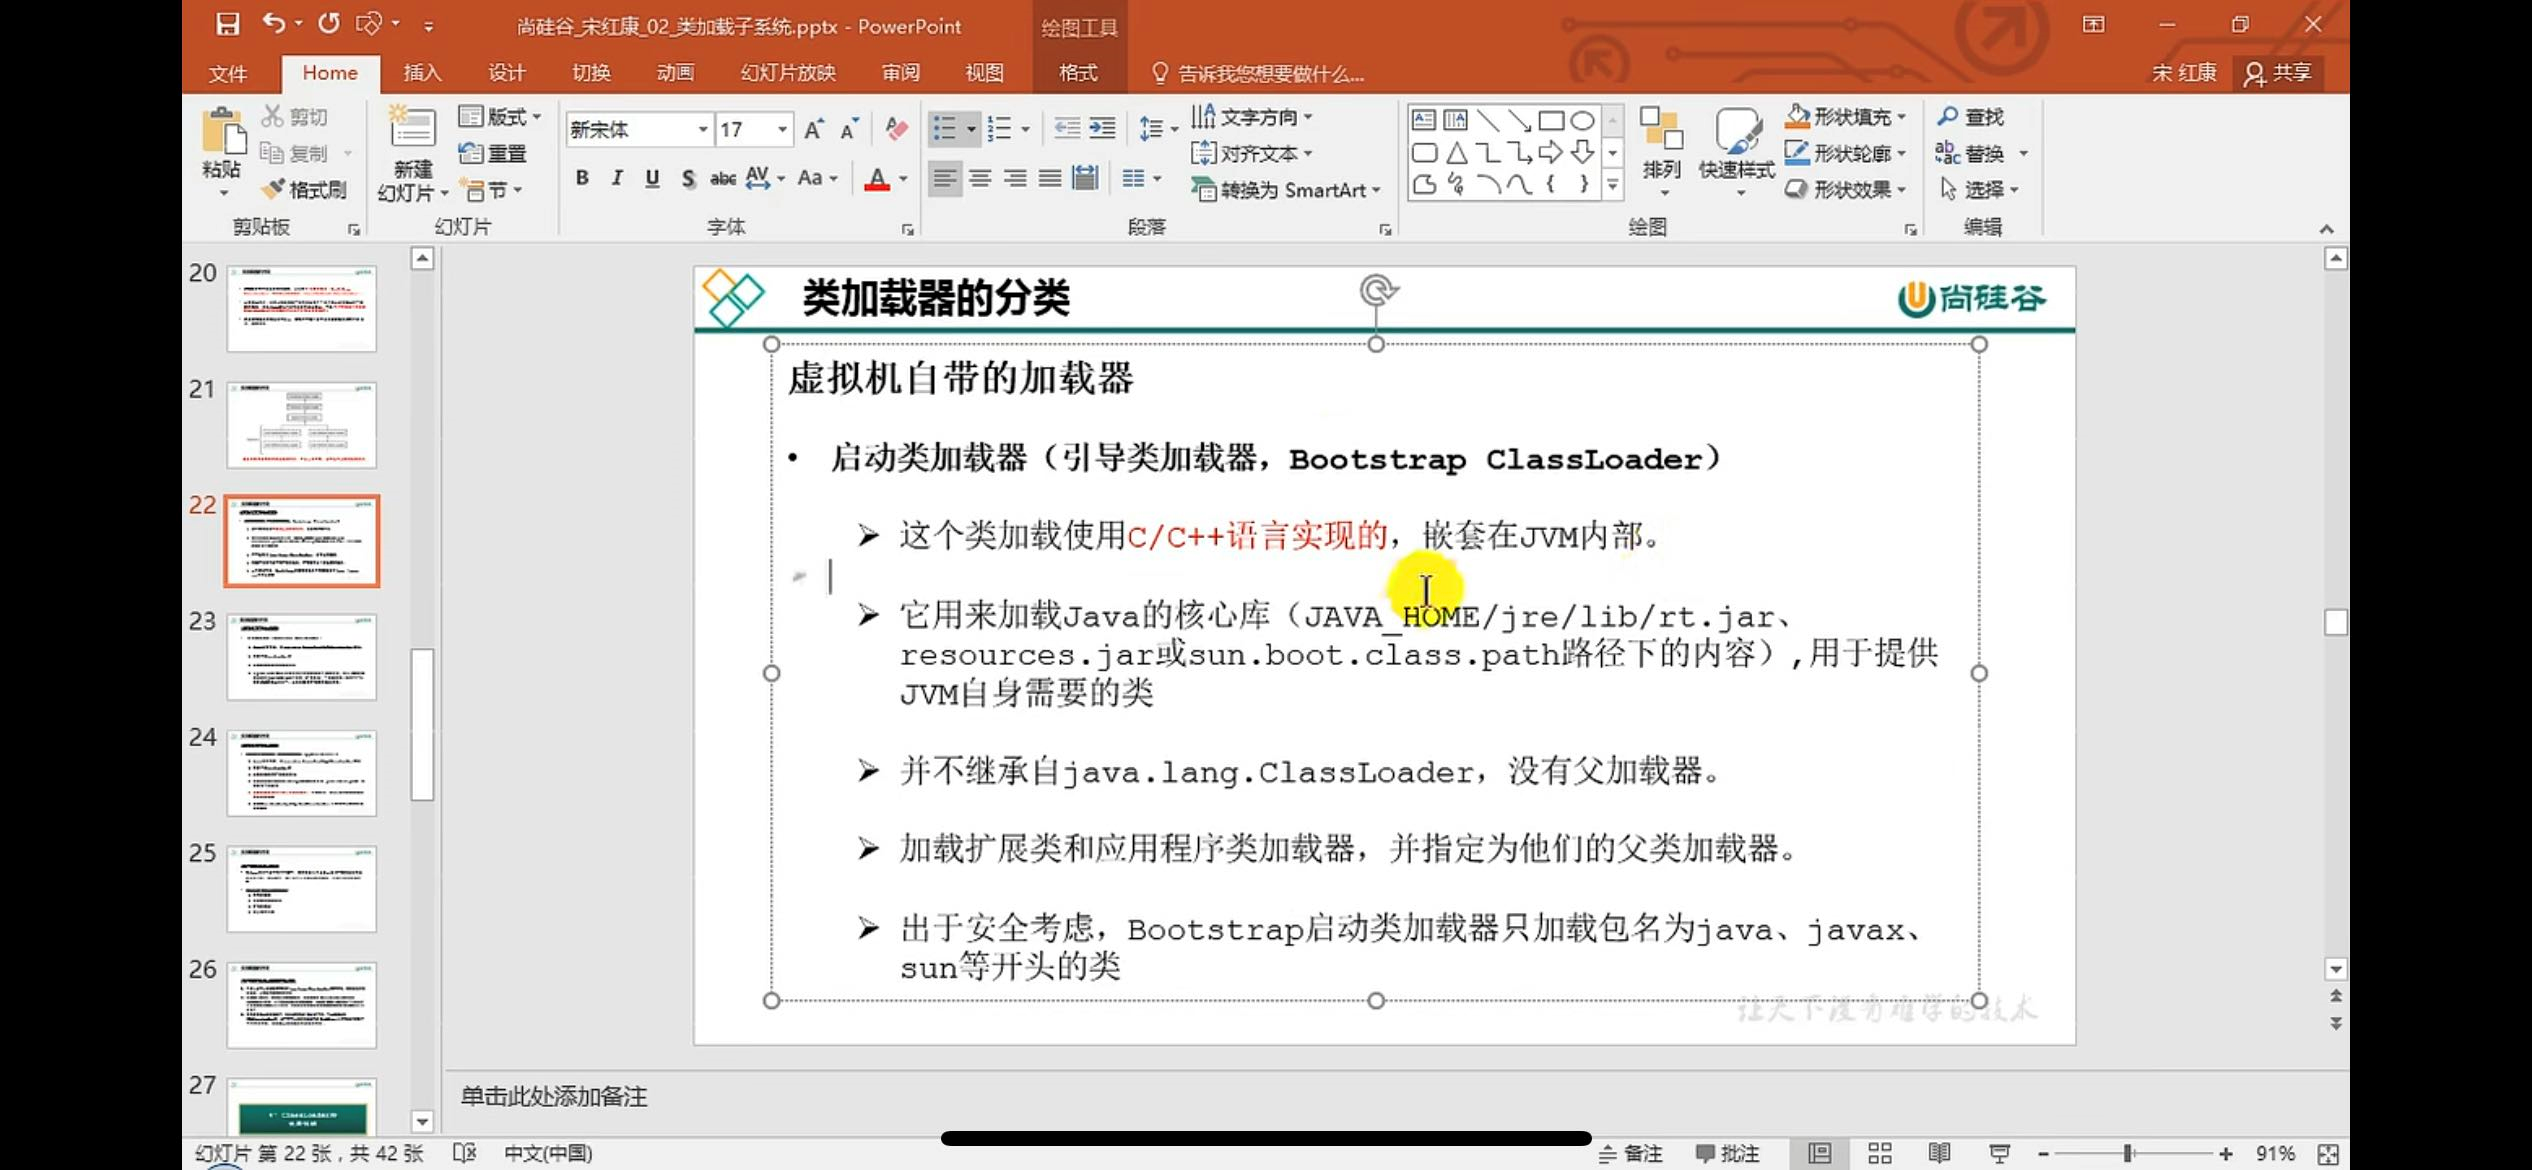 尚硅谷_宋红康_02_类加载子系统.pptx - PowerPoint
绘图工具
文件 Home 插入 设计 切换 动画 幻灯片放映 审阅 视图 格式 告诉我您想要做什么... 宋 红康 共享
粘贴
剪切
复制
格式刷
剪贴板
新建
幻灯片
版式
重置
节
幻灯片
新宋体 17
B I U S abc AV Aa A
字体
文字方向
对齐文本
转换为 SmartArt
段落
排列
快速样式
形状填充
形状轮廓
形状效果
绘图
查找
替换
选择
编辑
20
21
22
23
24
25
26
27
类加载器的分类
尚硅谷
虚拟机自带的加载器
• 启动类加载器（引导类加载器，Bootstrap ClassLoader）
➢ 这个类加载使用C/C++语言实现的，嵌套在JVM内部。
➢ 它用来加载Java的核心库（JAVA_HOME/jre/lib/rt.jar、
resources.jar或sun.boot.class.path路径下的内容）,用于提供
JVM自身需要的类
➢ 并不继承自java.lang.ClassLoader，没有父加载器。
➢ 加载扩展类和应用程序类加载器，并指定为他们的父类加载器。
➢ 出于安全考虑，Bootstrap启动类加载器只加载包名为java、javax、
sun等开头的类
让天下没有难学的技术
单击此处添加备注
幻灯片 第 22 张，共 42 张 中文(中国) 备注 批注 91%